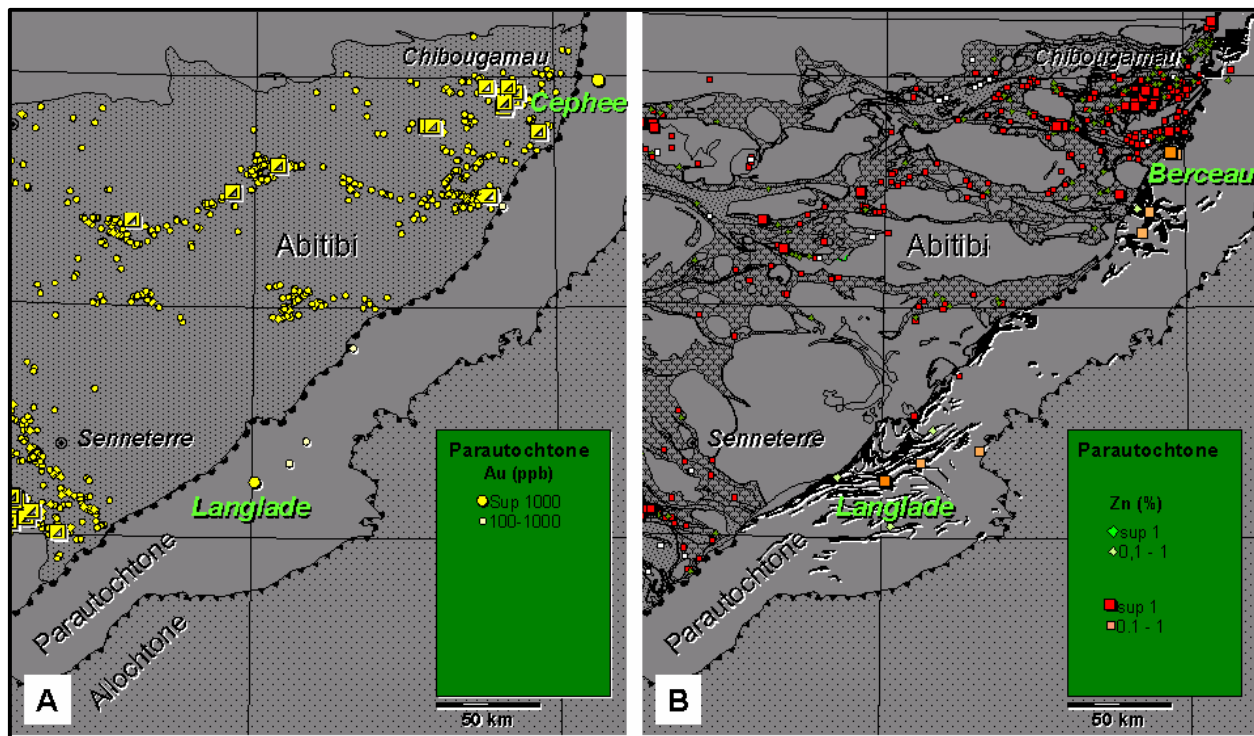 Chibougamau
Cephee
Abitibi
Senneterre
Langlade
Parautochtone
Allochtone
Parautochtone
Au (ppb)
Sup 1000
100-1000
50 km
A
Chibougamau
Berceau
Abitibi
Senneterre
Langlade
Parautochtone
Allochtone
Parautochtone
Zn (%)
sup 1
0,1 - 1
sup 1
0.1 - 1
50 km
B